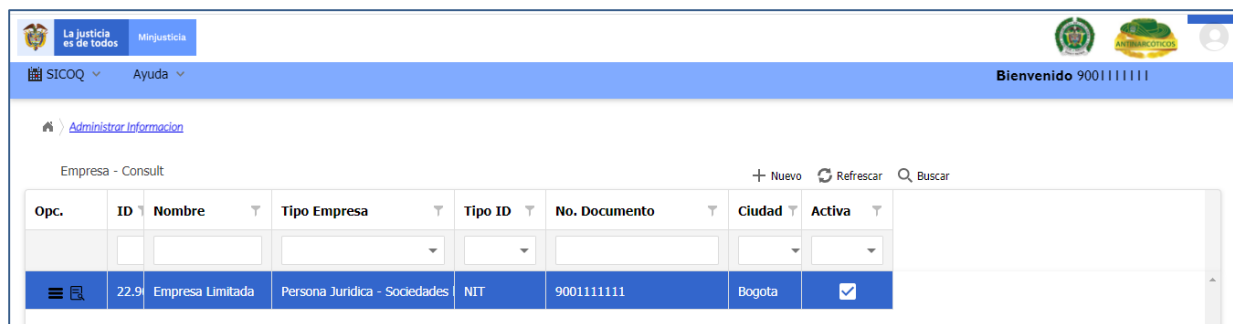 La justicia
es de todos
Minjusticia
ANTINARCOTICOS
SICOQ Ayuda Bienvenido 9001111111
Administrar Informacion
Empresa - Consult
Nuevo Refrescar Buscar
Opc. ID Nombre Tipo Empresa Tipo ID No. Documento Ciudad Activa
Empresa Limitada Persona Juridica - Sociedades NIT 9001111111 Bogota